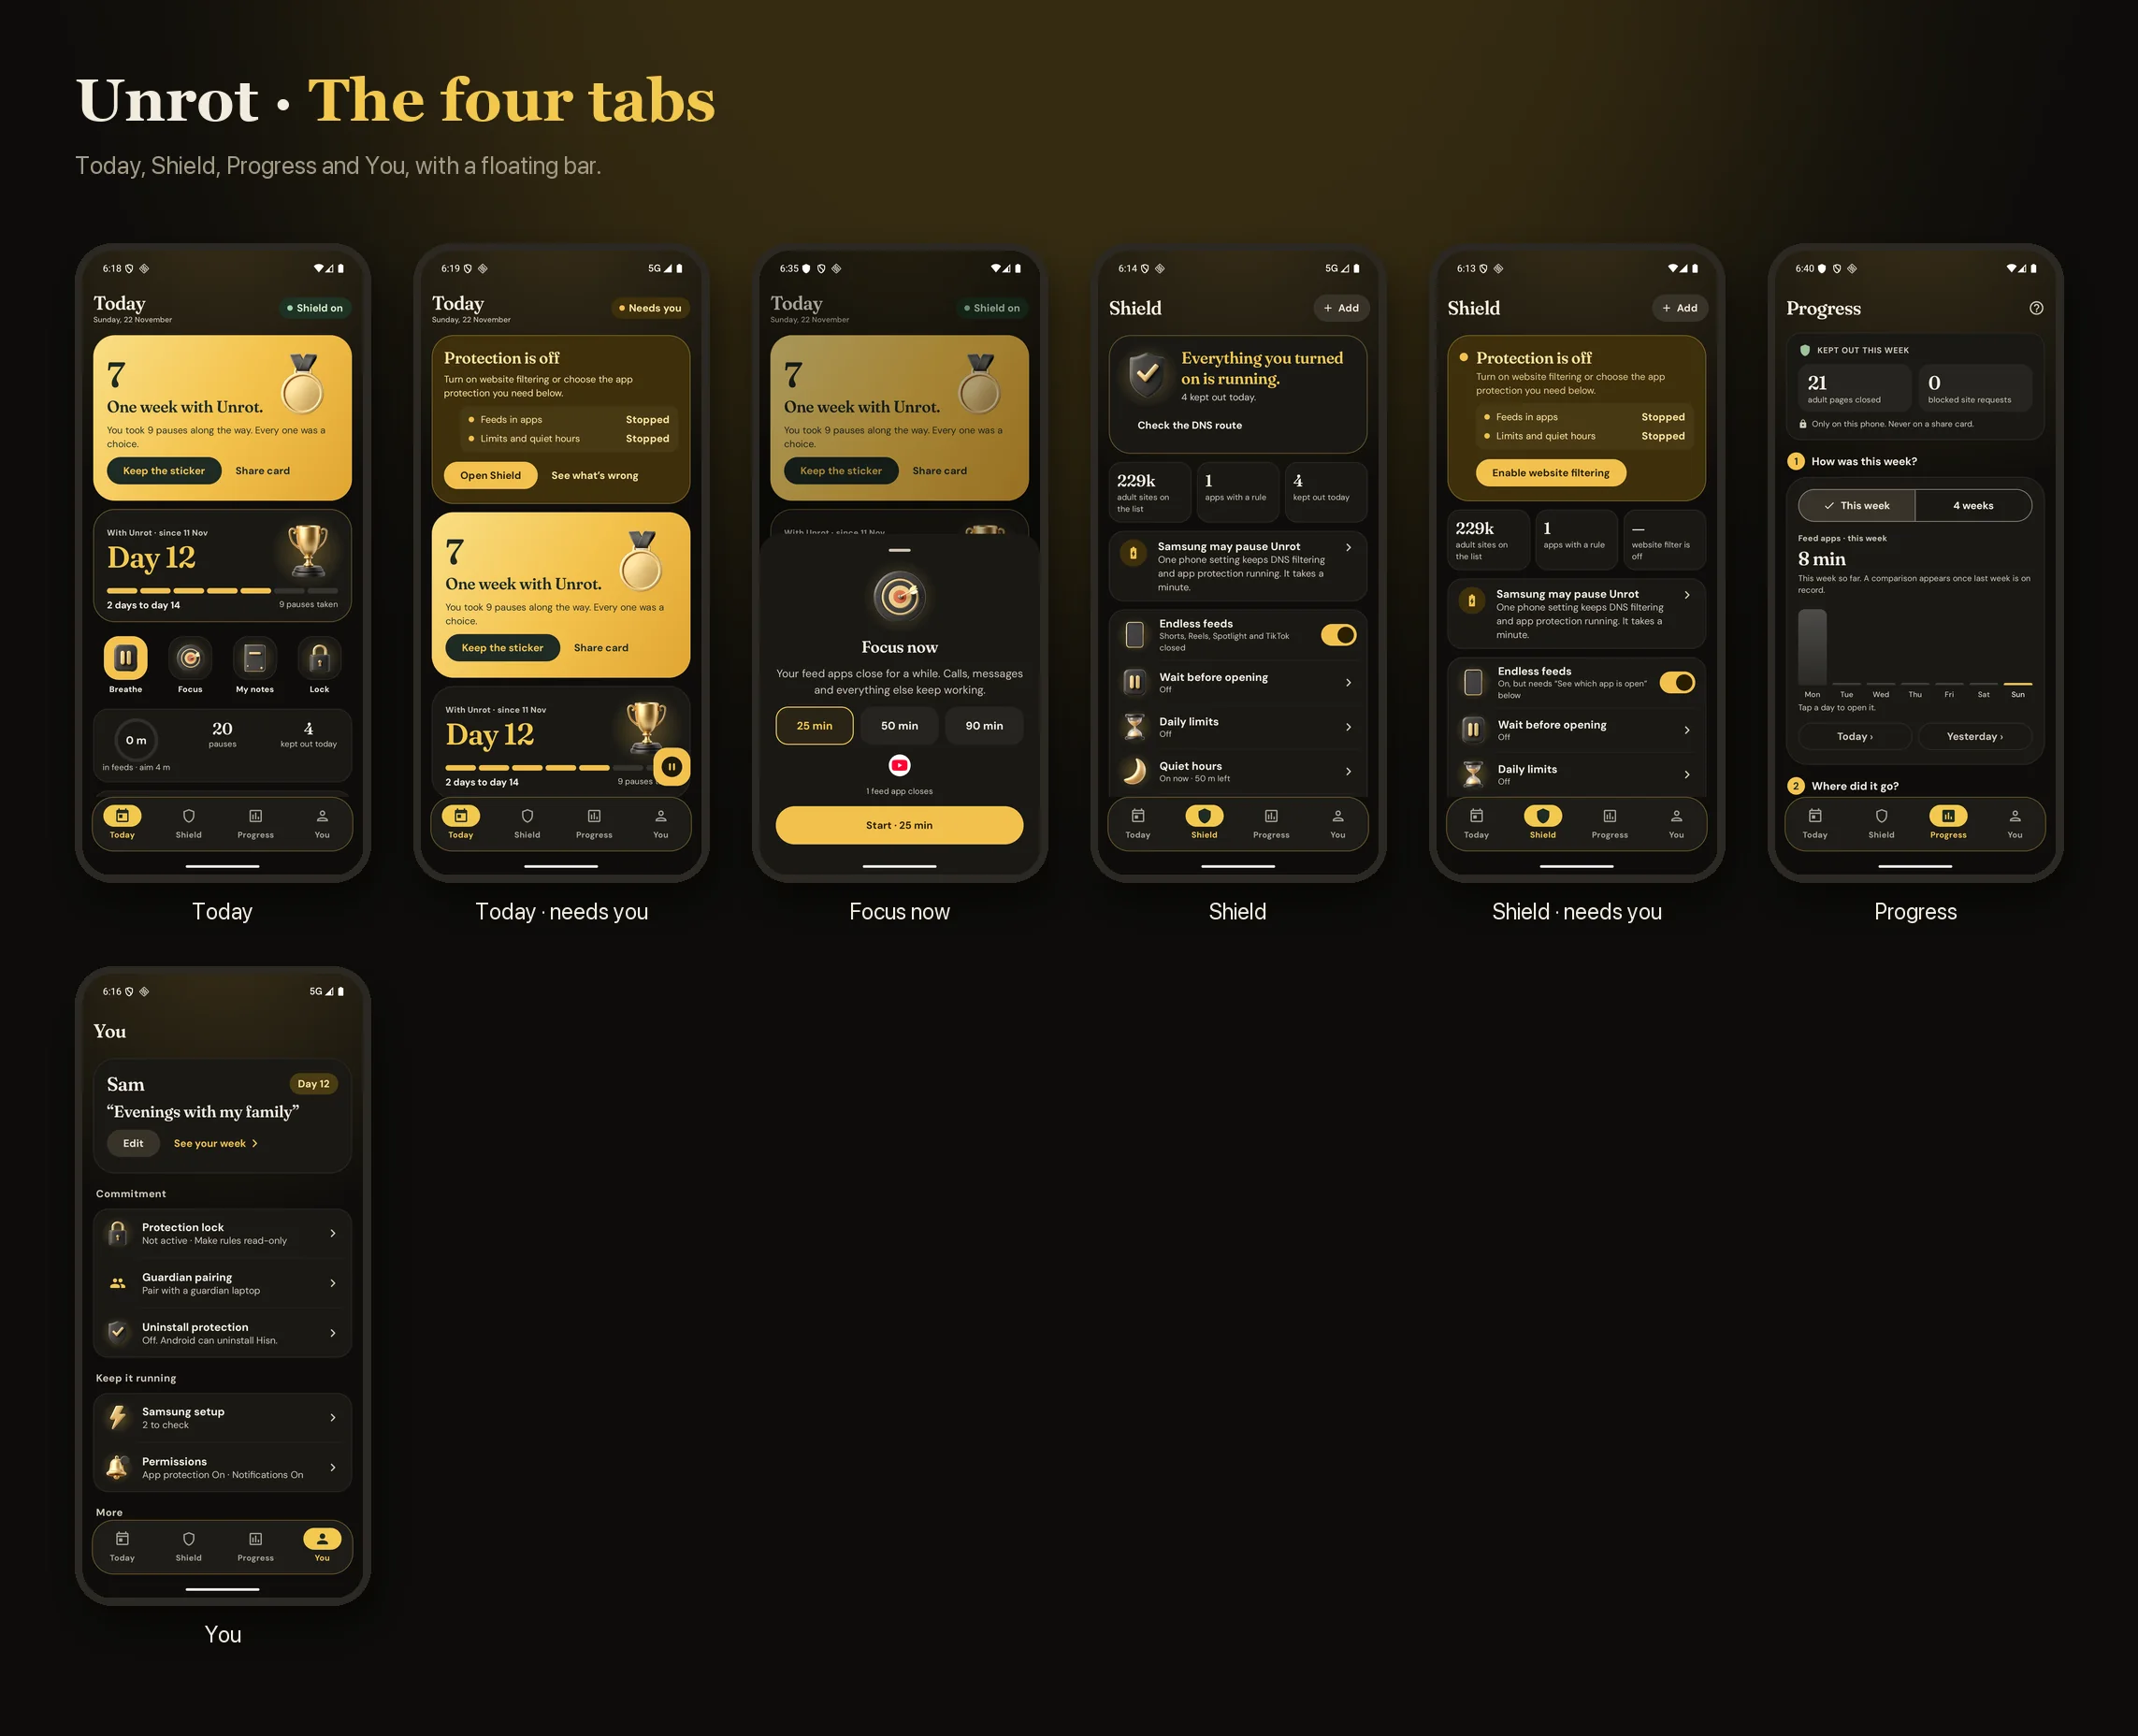 Unrot · The four tabs
Today, Shield, Progress and You, with a floating bar.
6:18
Today
Sunday, 22 November
Shield on
7
One week with Unrot.
You took 9 pauses along the way. Every one was a
choice.
Keep the sticker
Share card
With Unrot · since 11 Nov
Day 12
2 days to day 14
9 pauses taken
Breathe
Focus
My notes
Lock
0 m
in feeds · aim 4 m
20
pauses
4
kept out today
Today
Shield
Progress
You
Today
6:19
5G
Today
Sunday, 22 November
Needs you
Protection is off
Turn on website filtering or choose the app
protection you need below.
Feeds in apps
Stopped
Limits and quiet hours
Stopped
Open Shield
See what's wrong
7
One week with Unrot.
You took 9 pauses along the way. Every one was a
choice.
Keep the sticker
Share card
With Unrot · since 11 Nov
Day 12
2 days to day 14
9 pauses
Today
Shield
Progress
You
Today · needs you
6:35
Today
Sunday, 22 November
Shield on
7
One week with Unrot.
You took 9 pauses along the way. Every one was a
choice.
Keep the sticker
Share card
With Unrot · since 11 Nov
Focus now
Your feed apps close for a while. Calls, messages
and everything else keep working.
25 min
50 min
90 min
1 feed app closes
Start · 25 min
Focus now
6:14
5G
Shield
+ Add
Everything you turned
on is running.
4 kept out today.
Check the DNS route
229k
adult sites on
the list
1
apps with a rule
4
kept out today
Samsung may pause Unrot
One phone setting keeps DNS filtering
and app protection running. It takes a
minute.
Endless feeds
Shorts, Reels, Spotlight and TikTok
closed
Wait before opening
Off
Daily limits
Off
Quiet hours
On now · 50 m left
Today
Shield
Progress
You
Shield
6:13
Shield
+ Add
Protection is off
Turn on website filtering or choose the app
protection you need below.
Feeds in apps
Stopped
Limits and quiet hours
Stopped
Enable website filtering
229k
adult sites on
the list
1
apps with a rule
—
website filter is
off
Samsung may pause Unrot
One phone setting keeps DNS filtering
and app protection running. It takes a
minute.
Endless feeds
On, but needs “See which app is open”
below
Wait before opening
Off
Daily limits
Off
Today
Shield
Progress
You
Shield · needs you
6:40
Progress
KEPT OUT THIS WEEK
21
adult pages closed
0
blocked site requests
Only on this phone. Never on a share card.
1 How was this week?
This week
4 weeks
Feed apps · this week
8 min
This week so far. A comparison appears once last week is on
record.
Mon Tue Wed Thu Fri Sat Sun
Tap a day to open it.
Today ›
Yesterday ›
2 Where did it go?
Today
Shield
Progress
You
Progress
6:16
5G
You
Sam
Day 12
“Evenings with my family”
Edit
See your week
Commitment
Protection lock
Not active · Make rules read-only
Guardian pairing
Pair with a guardian laptop
Uninstall protection
Off. Android can uninstall Hisn.
Keep it running
Samsung setup
2 to check
Permissions
App protection On · Notifications On
More
Today
Shield
Progress
You
You